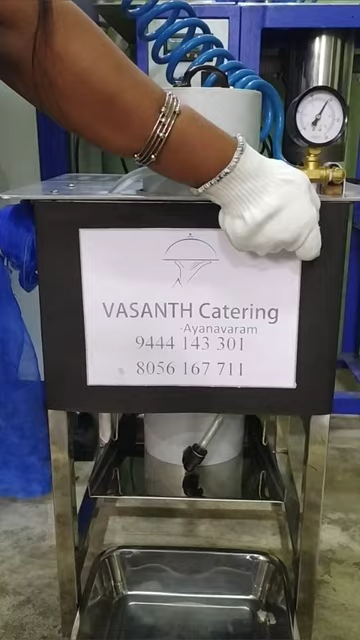 VASANTH Catering
-Ayanavaram
9444 143 301
8056 167 711